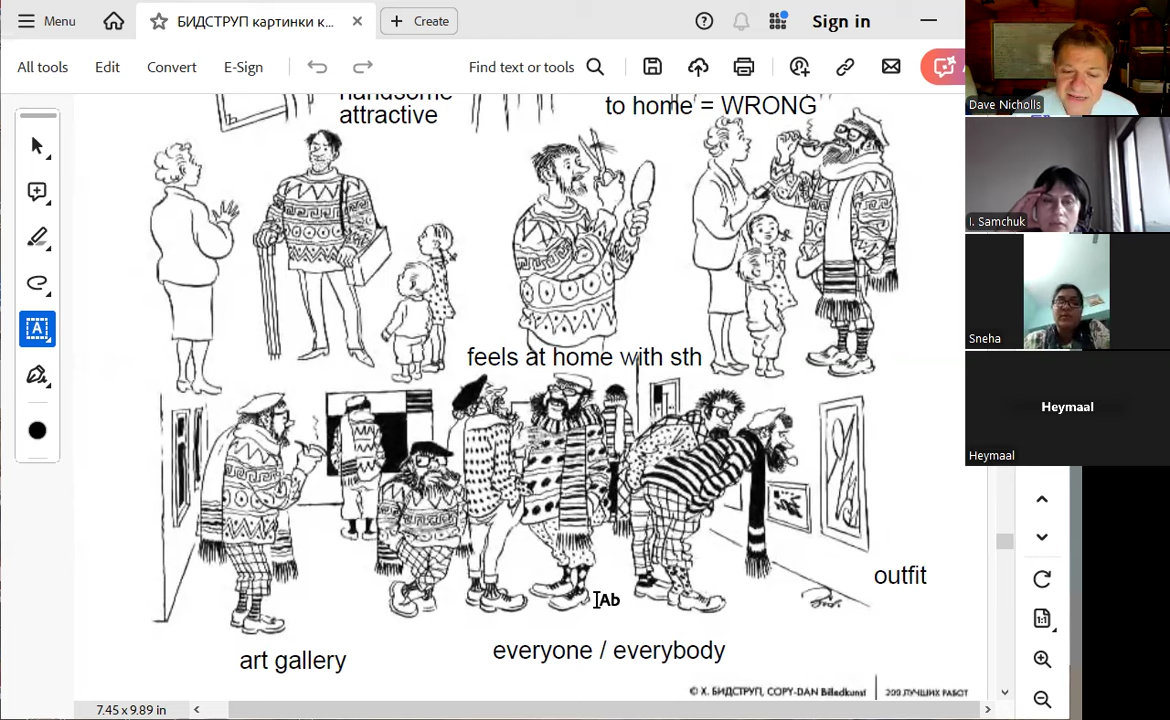 Menu
БИДСТРУП картинки к...
Create
Sign in
All tools
Edit
Convert
E-Sign
Find text or tools
handsome
attractive
to home = WRONG
feels at home with sth
outfit
Ab
art gallery
everyone / everybody
© Х. БИДСТРУП, COPY-DAN Billedkunst
200 ЛУЧШИХ РАБОТ
7.45 x 9.89 in
1:1
Dave Nicholls
I. Samchuk
Sneha
Heymaal
Heymaal